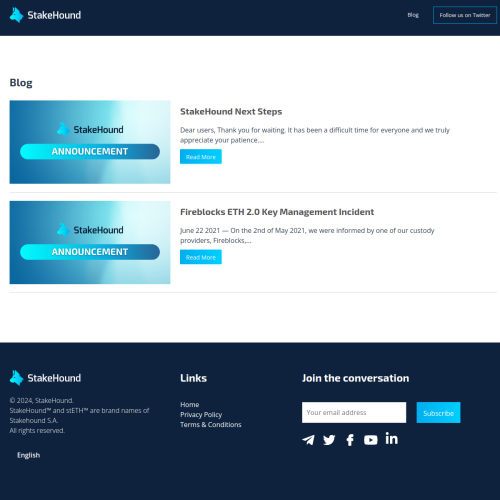 StakeHound
Blog
Follow us on Twitter
Blog
StakeHound
ANNOUNCEMENT
StakeHound Next Steps
Dear users, Thank you for waiting. It has been a difficult time for everyone and we truly
appreciate your patience....
Read More
StakeHound
ANNOUNCEMENT
Fireblocks ETH 2.0 Key Management Incident
June 22 2021 — On the 2nd of May 2021, we were informed by one of our custody
providers, Fireblocks,...
Read More
StakeHound
© 2024, StakeHound.
StakeHound™ and stETH™ are brand names of
Stakehound S.A.
All rights reserved.
English
Links
Home
Privacy Policy
Terms & Conditions
Join the conversation
Your email address
Subscribe